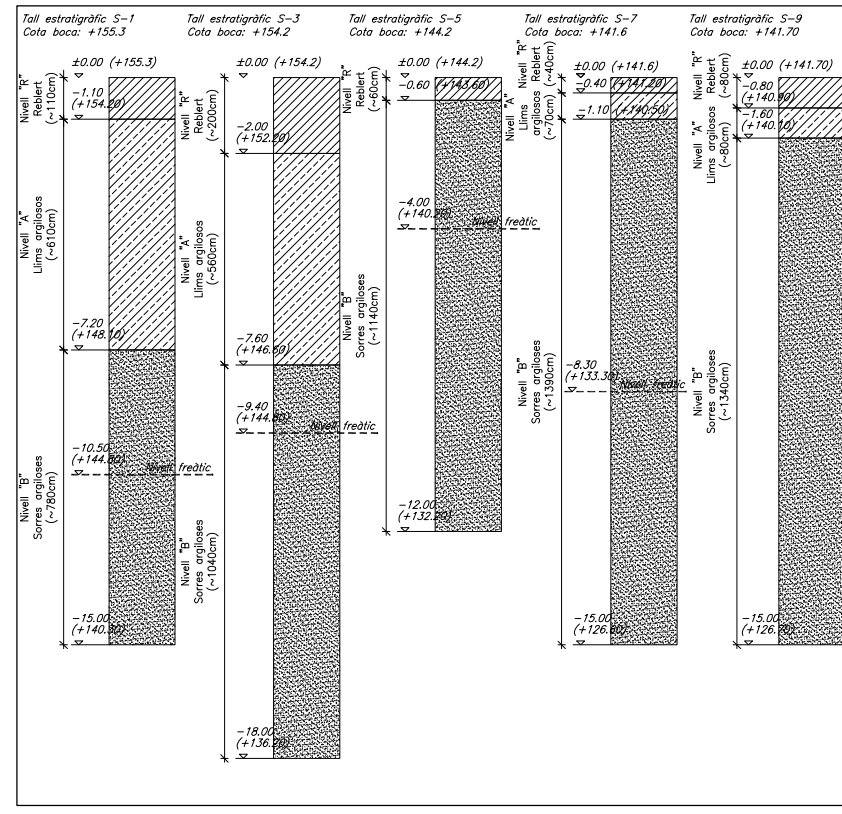 Tall estratigràfic S-1
Cota boca: +155.3
±0.00 (+155.3)
Nivell "R"
Reblert
(~110cm)
-1.10
(+154.20)
Nivell "A"
Llims argilosos
(~610cm)
-7.20
(+148.10)
-10.50
(+144.80)
Nivell freàtic
Nivell "B"
Sorres argiloses
(~780cm)
-15.00
(+140.30)
Tall estratigràfic S-3
Cota boca: +154.2
±0.00 (+154.2)
Nivell "R"
Reblert
(~200cm)
-2.00
(+152.20)
Nivell "A"
Llims argilosos
(~560cm)
-7.60
(+146.60)
-9.40
(+144.80)
Nivell freàtic
Nivell "B"
Sorres argiloses
(~1040cm)
-18.00
(+136.20)
Tall estratigràfic S-5
Cota boca: +144.2
±0.00 (+144.2)
Nivell "R"
Reblert
(~60cm)
-0.60 (+143.60)
-4.00
(+140.20)
Nivell freàtic
Nivell "B"
Sorres argiloses
(~1140cm)
-12.00
(+132.20)
Tall estratigràfic S-7
Cota boca: +141.6
±0.00 (+141.6)
Nivell "R"
Reblert
(~40cm)
-0.40 (+141.20)
Nivell "A"
Llims
argilosos
(~70cm)
-1.10 (+140.50)
-8.30
(+133.30)
Nivell freàtic
Nivell "B"
Sorres argiloses
(~1390cm)
-15.00
(+126.60)
Tall estratigràfic S-9
Cota boca: +141.70
±0.00 (+141.70)
Nivell "R"
Reblert
(~80cm)
-0.80
(+140.90)
Nivell "A"
Llims argilosos
(~80cm)
-1.60
(+140.10)
Nivell "B"
Sorres argiloses
(~1340cm)
-15.00
(+126.70)